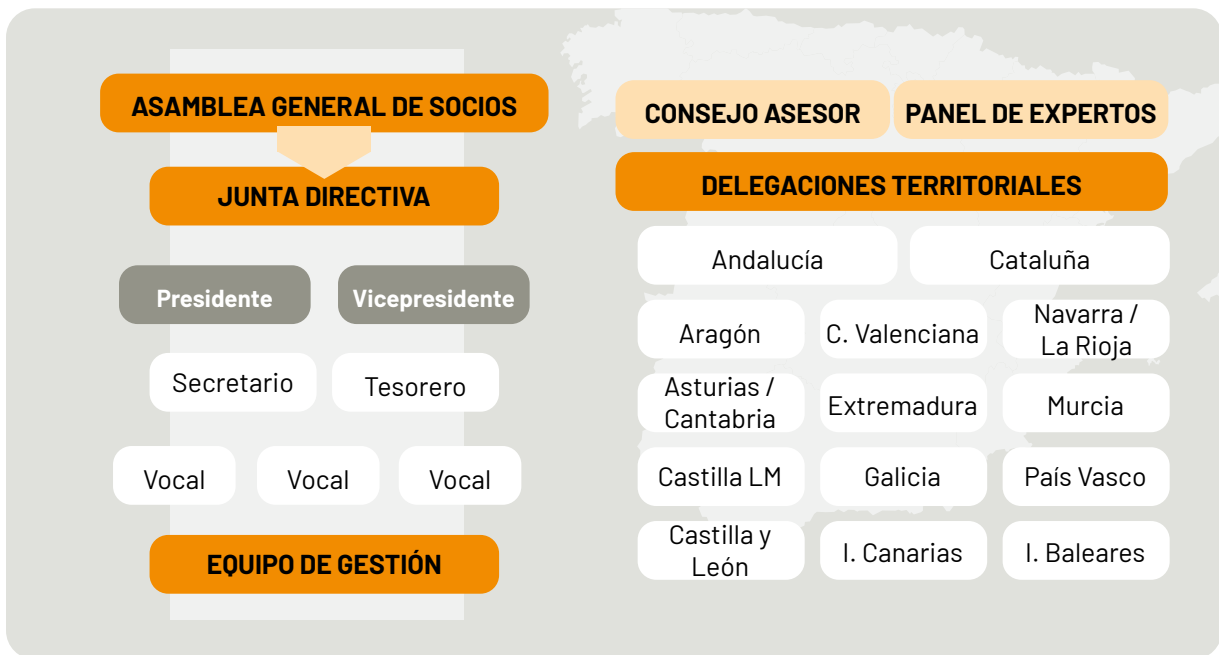 ASAMBLEA GENERAL DE SOCIOS
JUNTA DIRECTIVA
Presidente
Vicepresidente
Secretario
Tesorero
Vocal
Vocal
Vocal
EQUIPO DE GESTIÓN
CONSEJO ASESOR
PANEL DE EXPERTOS
DELEGACIONES TERRITORIALES
Andalucía
Cataluña
Aragón
C. Valenciana
Navarra /
La Rioja
Asturias /
Cantabria
Extremadura
Murcia
Castilla LM
Galicia
País Vasco
Castilla y
León
I. Canarias
I. Baleares